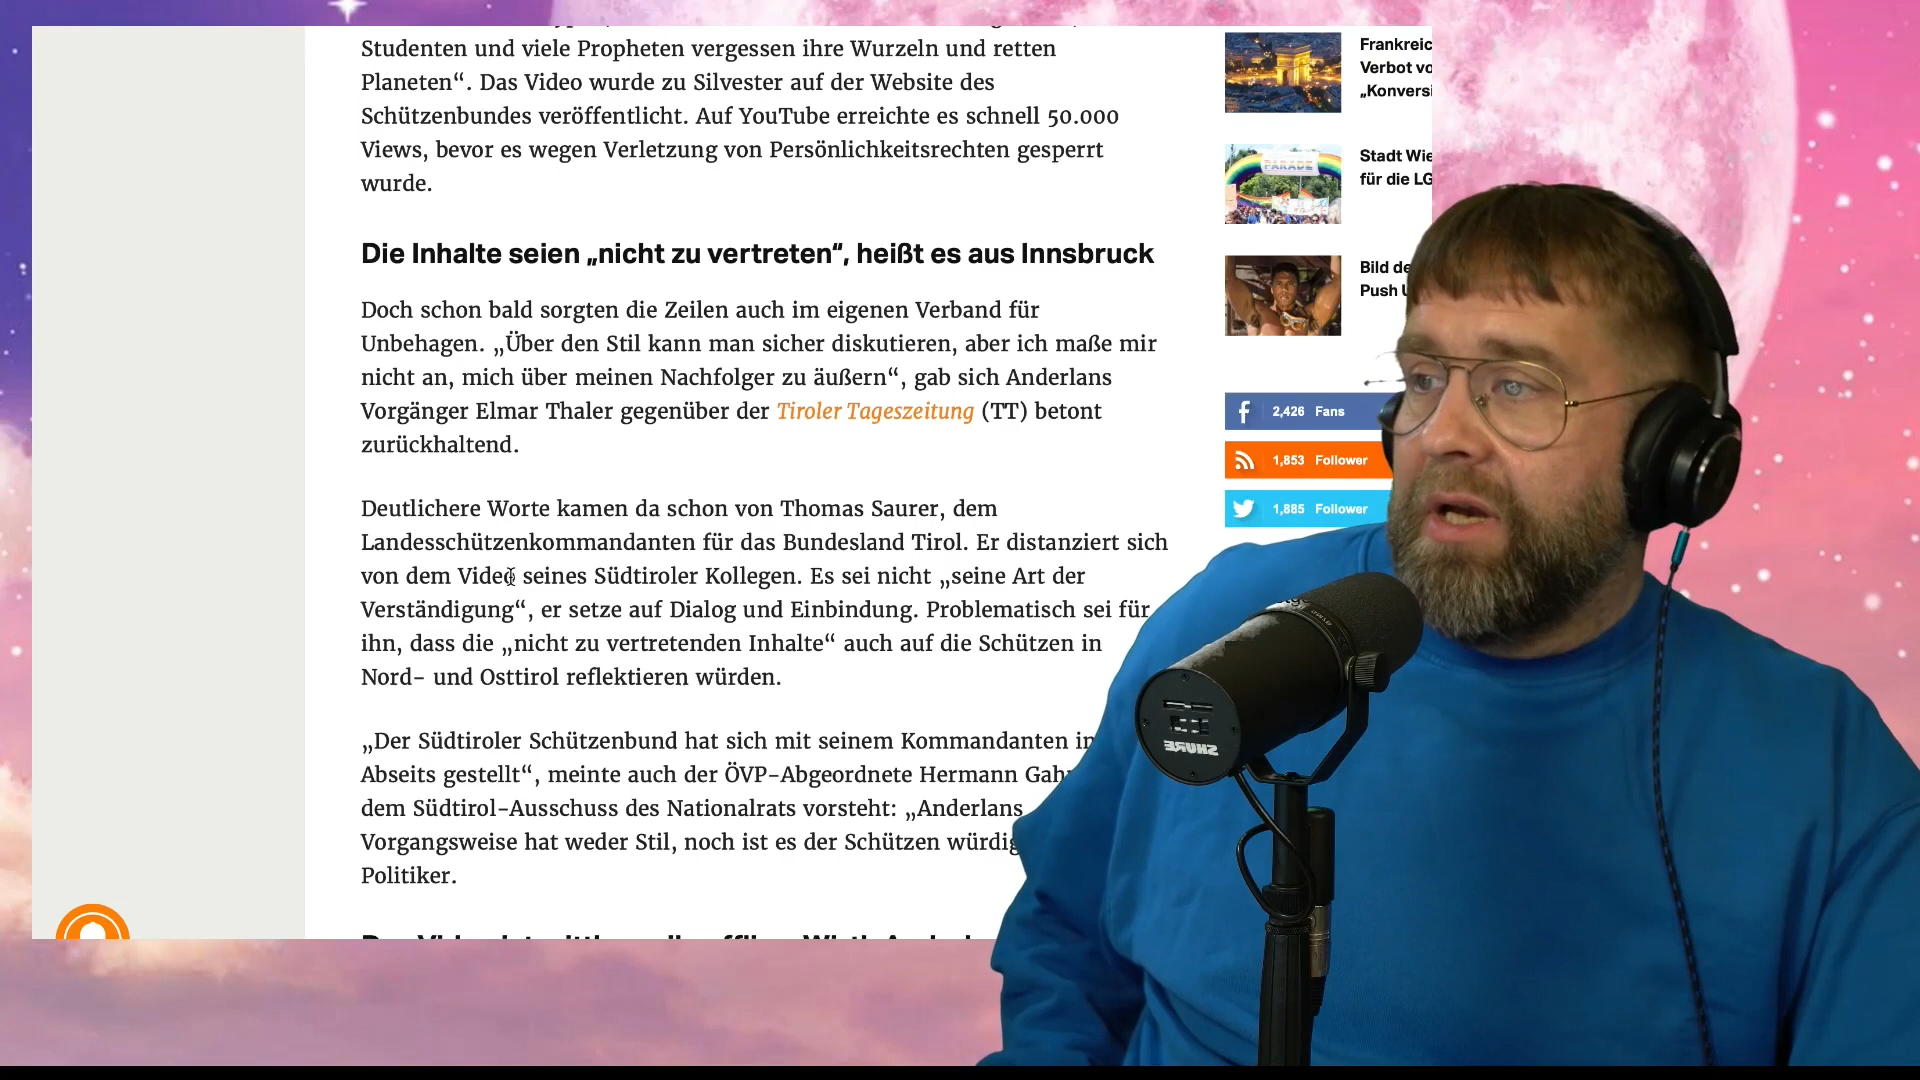 Studenten und viele Propheten vergessen ihre Wurzeln und retten
Planeten“. Das Video wurde zu Silvester auf der Website des
Schützenbundes veröffentlicht. Auf YouTube erreichte es schnell 50.000
Views, bevor es wegen Verletzung von Persönlichkeitsrechten gesperrt
wurde.
Die Inhalte seien „nicht zu vertreten“, heißt es aus Innsbruck
Doch schon bald sorgten die Zeilen auch im eigenen Verband für
Unbehagen. „Über den Stil kann man sicher diskutieren, aber ich maße mir
nicht an, mich über meinen Nachfolger zu äußern“, gab sich Anderlans
Vorgänger Elmar Thaler gegenüber der Tiroler Tageszeitung (TT) betont
zurückhaltend.
Deutlichere Worte kamen da schon von Thomas Saurer, dem
Landesschützenkommandanten für das Bundesland Tirol. Er distanziert sich
von dem Video seines Südtiroler Kollegen. Es sei nicht „seine Art der
Verständigung“, er setze auf Dialog und Einbindung. Problematisch sei für
ihn, dass die „nicht zu vertretenden Inhalte“ auch auf die Schützen in
Nord- und Osttirol reflektieren würden.
„Der Südtiroler Schützenbund hat sich mit seinem Kommandanten in
Abseits gestellt“, meinte auch der ÖVP-Abgeordnete Hermann
dem Südtirol-Ausschuss des Nationalrats vorsteht: „Anderlans
Vorgangsweise hat weder Stil, noch ist es der Schützen würdig
Politiker.
Frankreic
Verbot vo
„Konversi
PARADE
Stadt Wie
für die LG
Bild de
Push U
2,426 Fans
1,853 Follower
1,885 Follower
SHURE